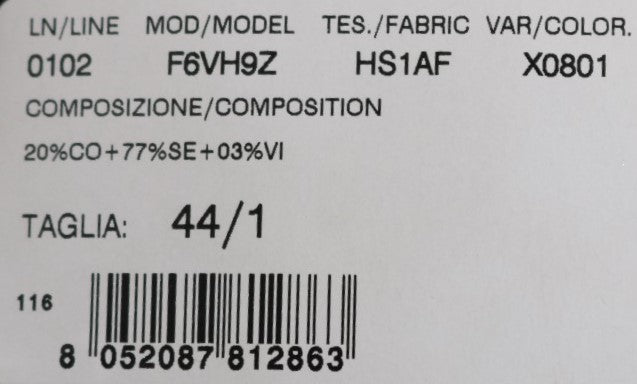 LN/LINE MOD/MODEL TES./FABRIC VAR/COLOR.
0102 F6VH9Z HS1AF X0801
COMPOSIZIONE/COMPOSITION
20%CO+77%SE+03%VI
TAGLIA: 44/1
116
8 052087 812863